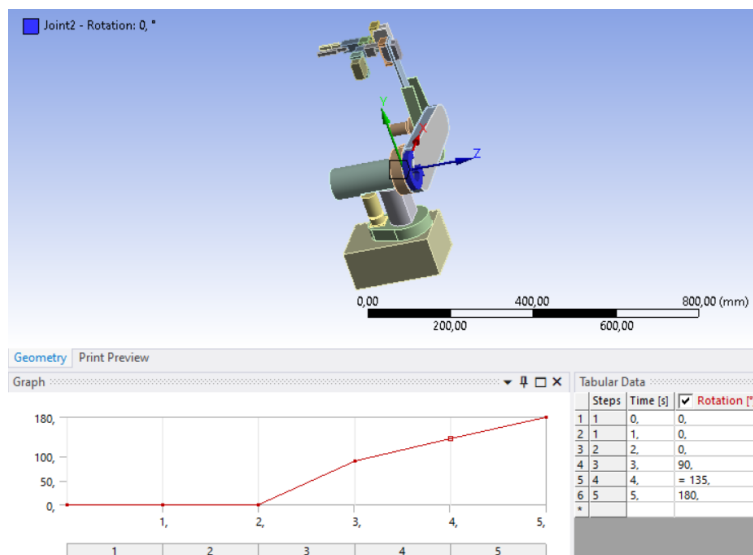 Joint2 - Rotation: 0, °
Y
X
Z
0,00 400,00 800,00 (mm)
200,00 600,00
Geometry Print Preview
Graph
180,
100,
50,
0,
1, 2, 3, 4, 5,
1 2 3 4 5
Tabular Data
Steps Time [s] Rotation [°
1 1 0, 0,
2 1 1, 0,
3 2 2, 0,
4 3 3, 90,
5 4 4, = 135,
6 5 5, 180,
*